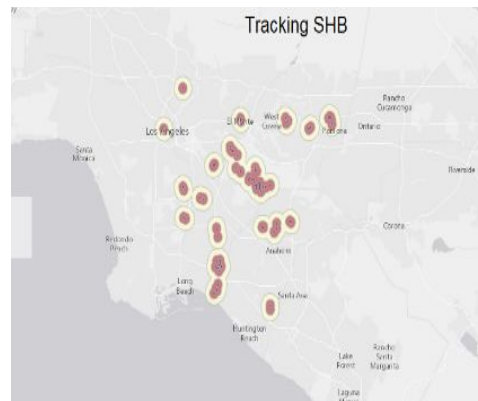 Tracking SHB
Rancho
Cucamonga
El Monte
West
Covina
Los Angeles
Pomona
Ontario
Santa
Monica
Riverside
Corona
Redondo
Beach
Anaheim
Long
Beach
Santa Ana
Huntington
Beach
Lake
Forest
Rancho
Santa
Margarita
Laguna